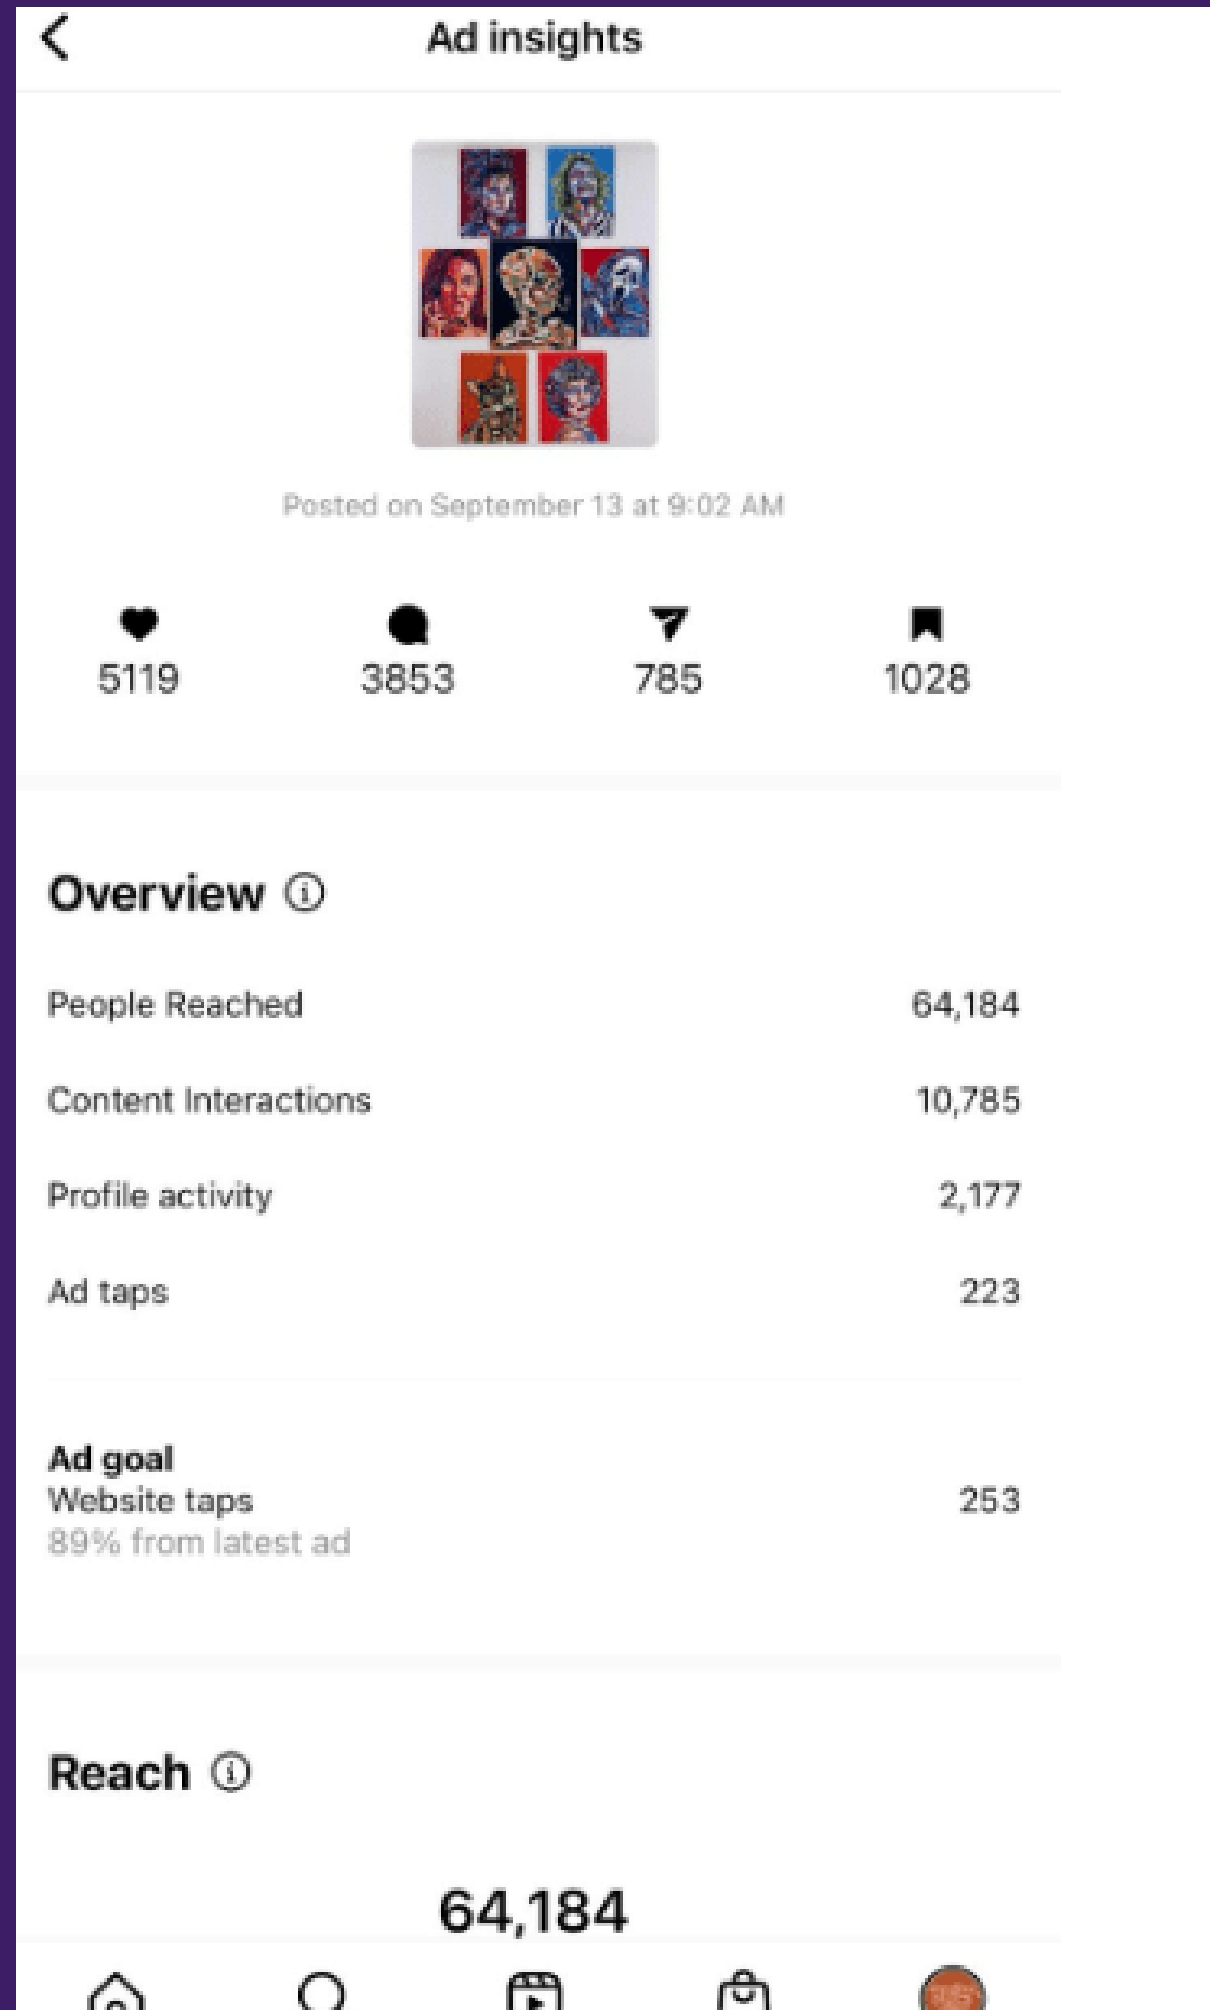 Ad insights
Posted on September 13 at 9:02 AM
5119 3853 785 1028
Overview
People Reached 64,184
Content Interactions 10,785
Profile activity 2,177
Ad taps 223
Ad goal
Website taps 253
89% from latest ad
Reach
64,184